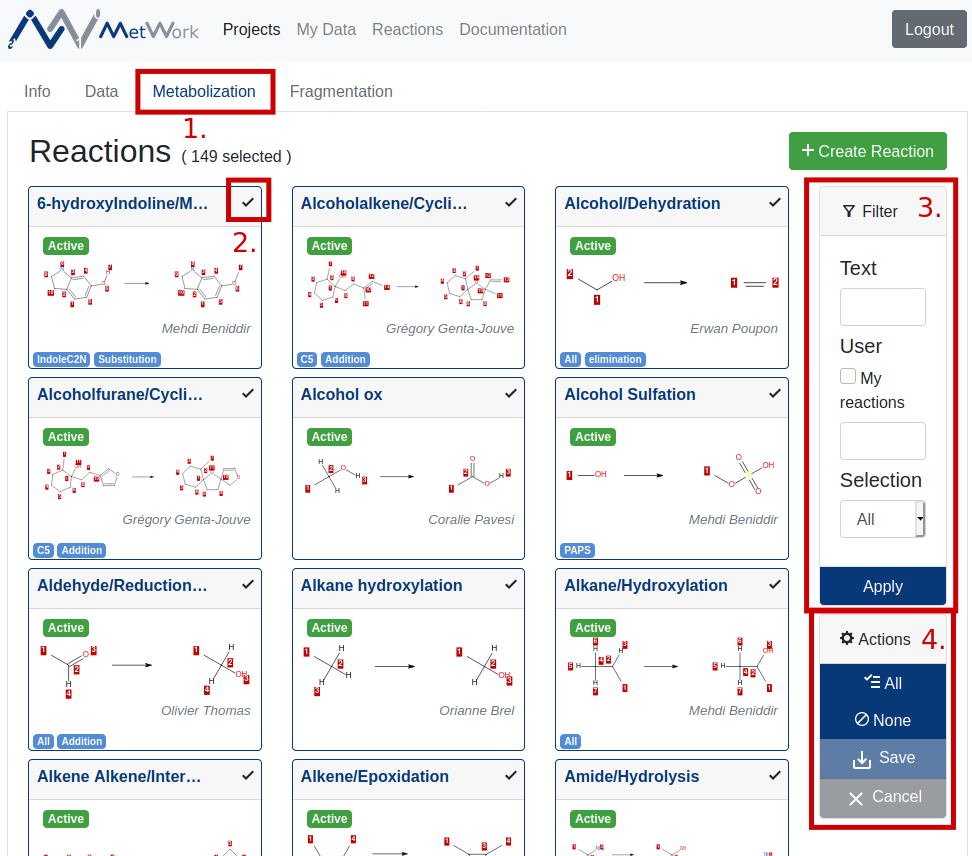 MetWork Projects My Data Reactions Documentation Logout
Info Data Metabolization Fragmentation
1.
Reactions ( 149 selected ) + Create Reaction
6-hydroxyIndoline/M… Alcoholalkene/Cycli… Alcohol/Dehydration
2.
Active Active Active
Mehdi Beniddir Grégory Genta-Jouve Erwan Poupon
IndoleC2N Substitution C5 Addition All elimination
Alcoholfurane/Cycli… Alcohol ox Alcohol Sulfation
Active Active Active
Grégory Genta-Jouve Coralie Pavesi Mehdi Beniddir
C5 Addition PAPS
Aldehyde/Reduction… Alkane hydroxylation Alkane/Hydroxylation
Active Active Active
Olivier Thomas Orianne Brel Mehdi Beniddir
All Addition All
Alkene Alkene/Inter… Alkene/Epoxidation Amide/Hydrolysis
Active Active Active
Filter 3.
Text
User
My
reactions
Selection
All
Apply
Actions 4.
All
None
Save
Cancel